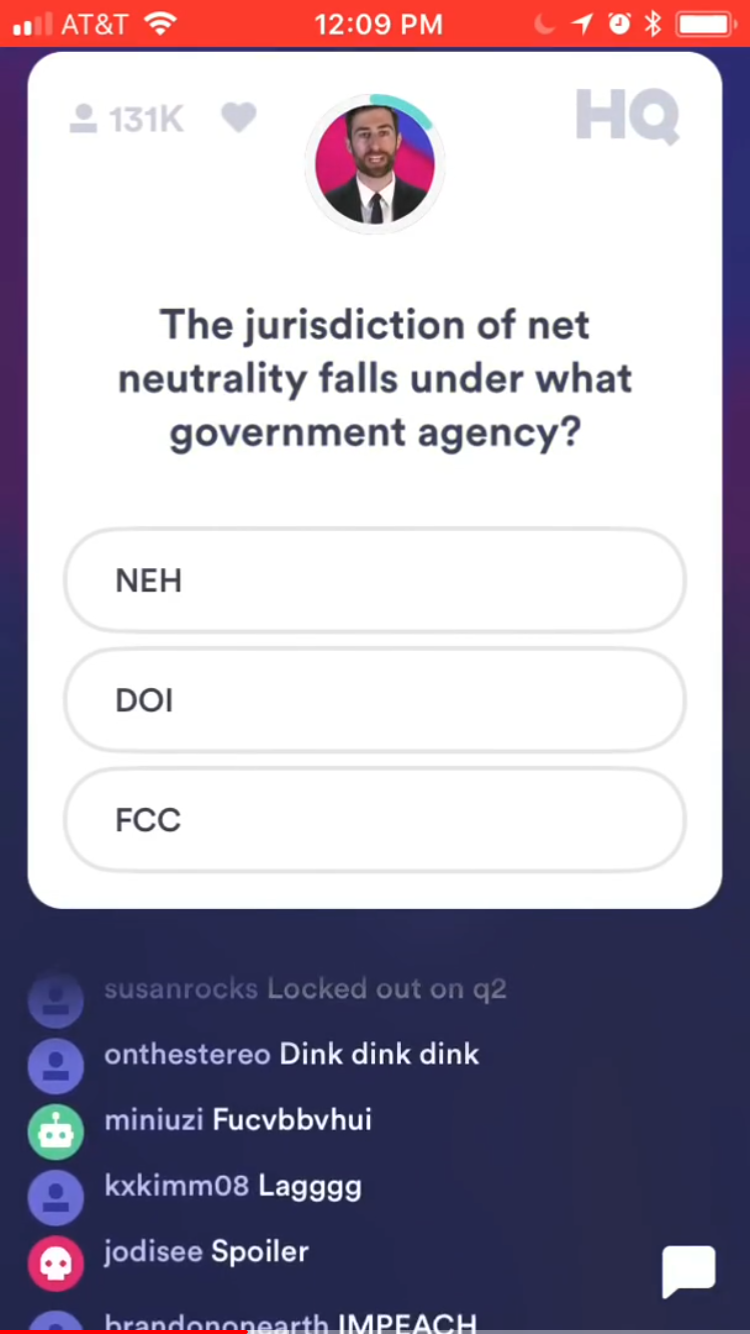 AT&T 12:09 PM
131K HQ
The jurisdiction of net
neutrality falls under what
government agency?
NEH
DOI
FCC
susanrocks Locked out on q2
onthestereo Dink dink dink
miniuzi Fucvbbvhui
kxkimm08 Lagggg
jodisee Spoiler
brandononearth IMPEACH